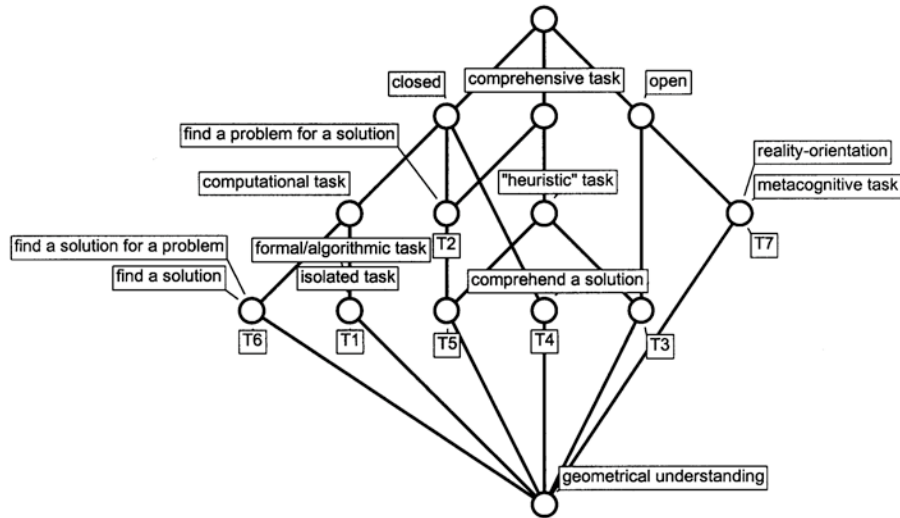 closed
comprehensive task
open
find a problem for a solution
reality-orientation
computational task
"heuristic" task
metacognitive task
find a solution for a problem
formal/algorithmic task
T2
T7
find a solution
isolated task
comprehend a solution
T6
T1
T5
T4
T3
geometrical understanding